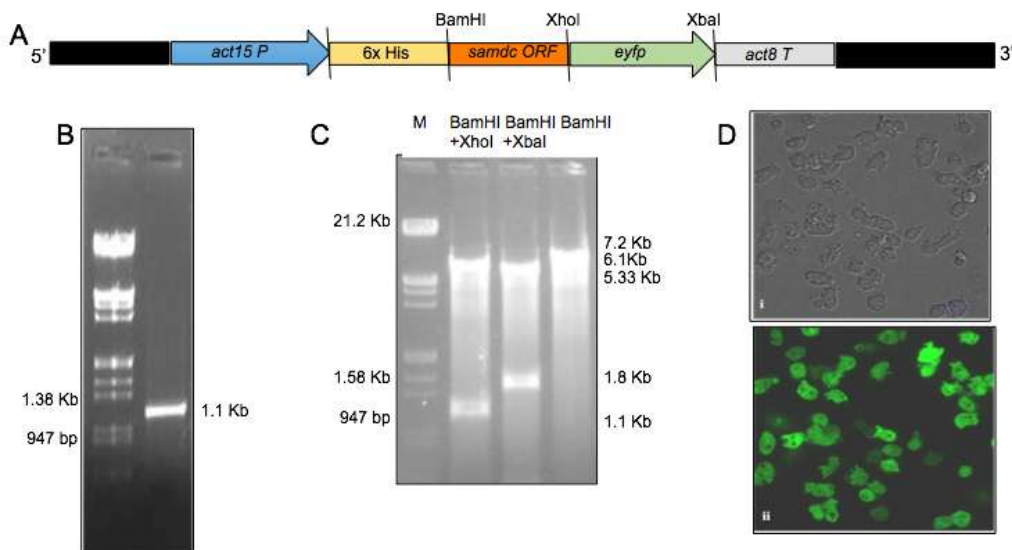 A
BamHI XhoI XbaI
5' act15 P 6x His samdc ORF eyfp act8 T 3'
B
1.38 Kb
947 bp
1.1 Kb
C
M BamHI BamHI BamHI
+XhoI +XbaI
21.2 Kb
1.58 Kb
947 bp
7.2 Kb
6.1Kb
5.33 Kb
1.8 Kb
1.1 Kb
D
i
ii